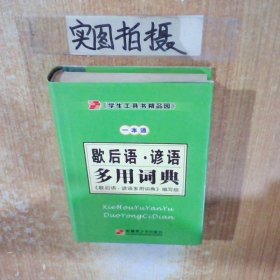 实图拍摄
《学生工具书精品园》
一本通
歇后语·谚语
多用词典
《歇后语·谚语多用词典》编写组
XieHouYuYanYu
DuoYongCiDian